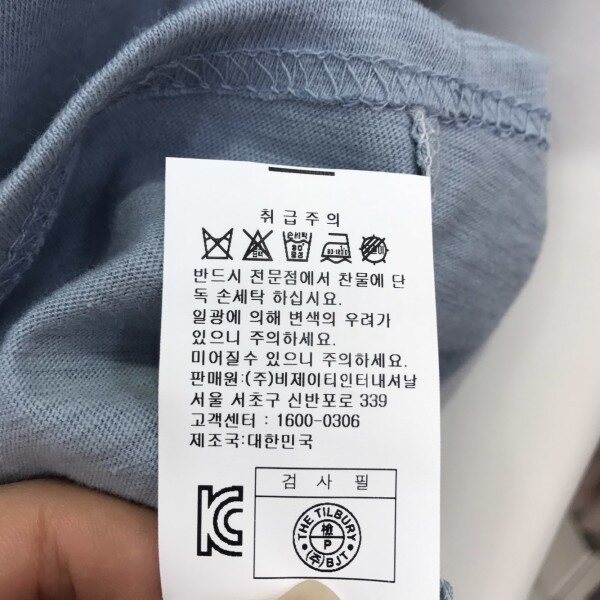 취급주의
반드시 전문점에서 찬물에 단
독 손세탁 하십시요.
일광에 의해 변색의 우려가
있으니 주의하세요.
미어질수 있으니 주의하세요.
판매원:(주)비제이티인터내셔날
서울 서초구 신반포로 339
고객센터 : 1600-0306
제조국:대한민국
검 사 필
THE TILBURY
檢
P
(주)BJT